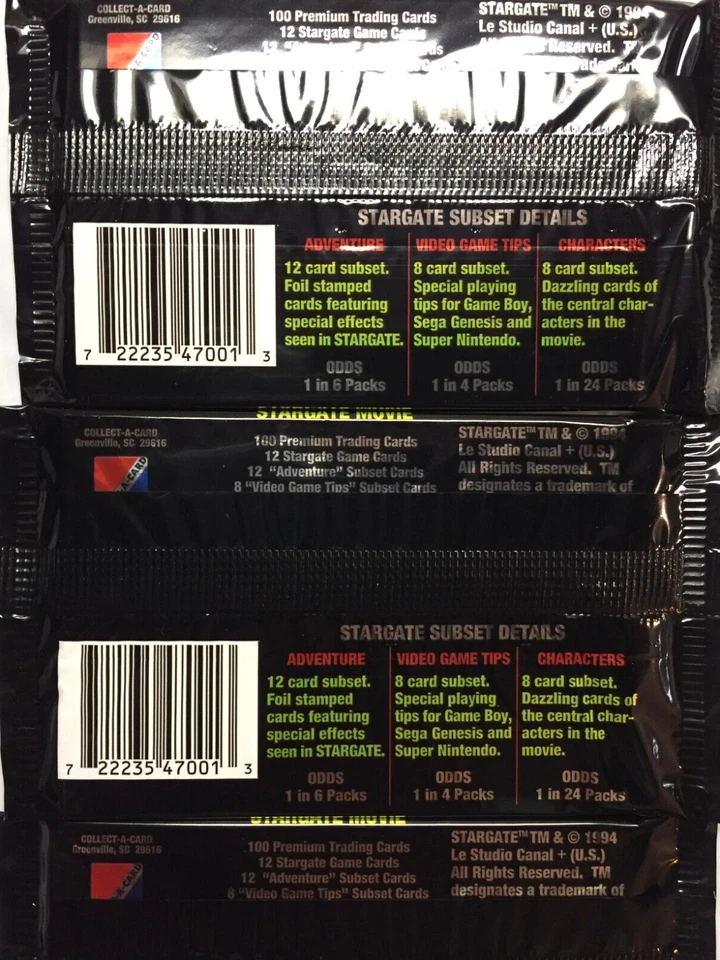 COLLECT-A-CARD
Greenville, SC 29616
A-CARD
100 Premium Trading Cards
12 Stargate Game Cards
12 "Adventure"
STARGATE™ TM & © 1994
Le Studio Canal + (U.S.)
All Rights Reserved. TM
STARGATE SUBSET DETAILS
7 22235 47001 3
ADVENTURE
12 card subset.
Foil stamped
cards featuring
special effects
seen in STARGATE.
ODDS
1 in 6 Packs
VIDEO GAME TIPS
8 card subset.
Special playing
tips for Game Boy,
Sega Genesis and
Super Nintendo.
ODDS
1 in 4 Packs
CHARACTERS
8 card subset.
Dazzling cards of
the central char-
acters in the
movie.
ODDS
1 in 24 Packs
STARGATE MOVIE
COLLECT-A-CARD
Greenville, SC 29616
A-CARD
100 Premium Trading Cards
12 Stargate Game Cards
12 "Adventure" Subset Cards
8 "Video Game Tips" Subset Cards
STARGATE™ TM & © 1994
Le Studio Canal + (U.S.)
All Rights Reserved. TM
designates a trademark of
STARGATE SUBSET DETAILS
7 22235 47001 3
ADVENTURE
12 card subset.
Foil stamped
cards featuring
special effects
seen in STARGATE.
ODDS
1 in 6 Packs
VIDEO GAME TIPS
8 card subset.
Special playing
tips for Game Boy,
Sega Genesis and
Super Nintendo.
ODDS
1 in 4 Packs
CHARACTERS
8 card subset.
Dazzling cards of
the central char-
acters in the
movie.
ODDS
1 in 24 Packs
STARGATE MOVIE
COLLECT-A-CARD
Greenville, SC 29616
A-CARD
100 Premium Trading Cards
12 Stargate Game Cards
12 "Adventure" Subset Cards
8 "Video Game Tips" Subset Cards
STARGATE™ TM & © 1994
Le Studio Canal + (U.S.)
All Rights Reserved. TM
designates a trademark of